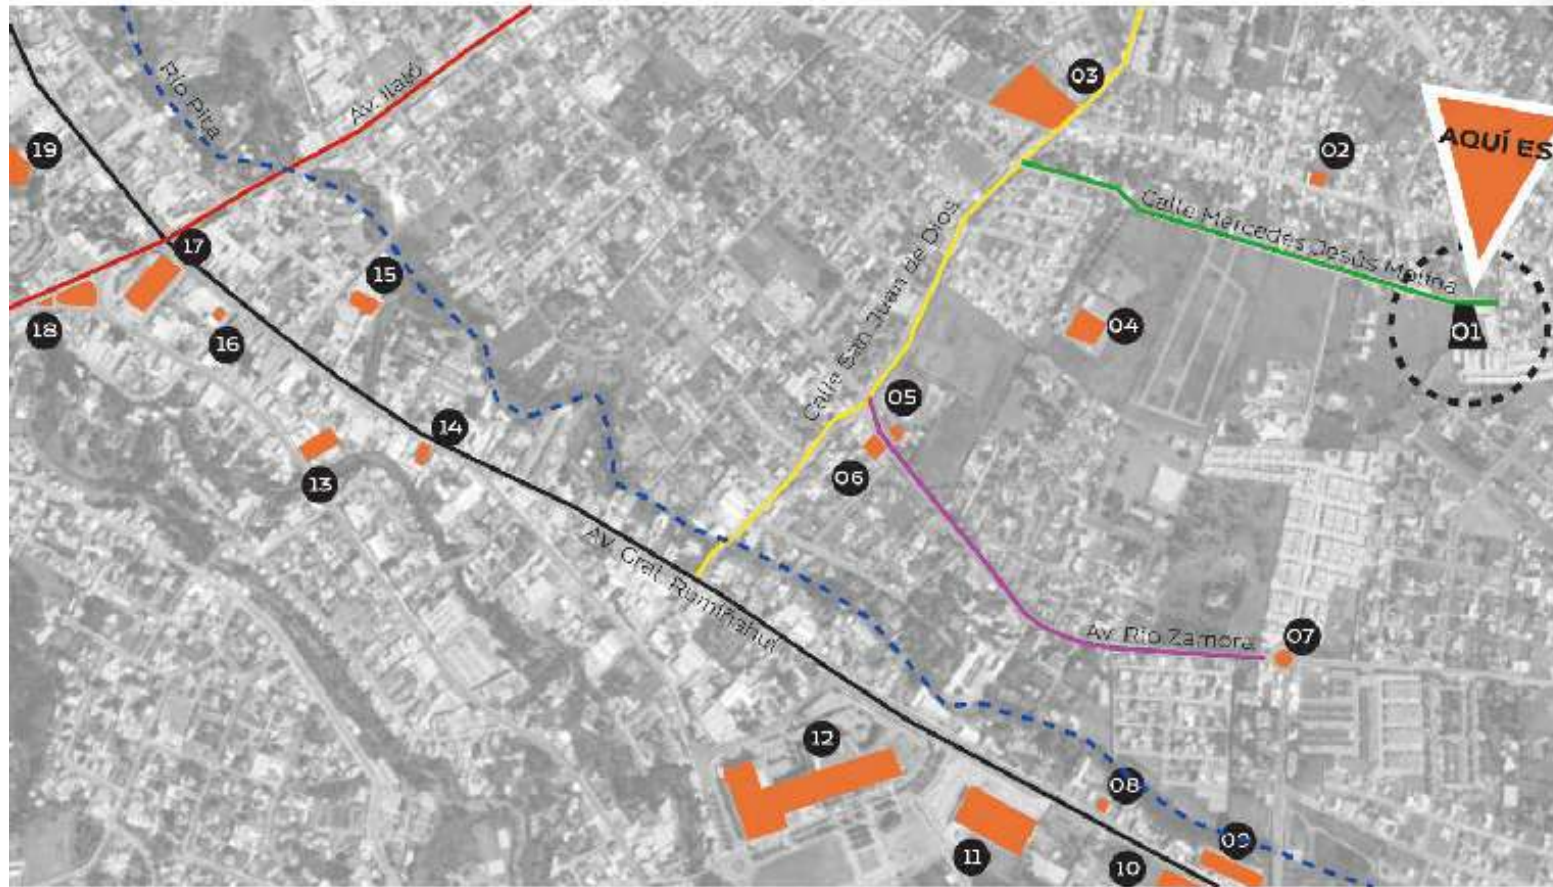 Río Pita
Av. Ilaló
03
02
AQUÍ ES
19
Calle Mercedes Jesús Molina
17
Calle San Juan de Dios
15
18
16
04
01
05
14
06
13
Av. Gral. Rumiñahui
Av. Río Zamora
07
12
08
09
11
10